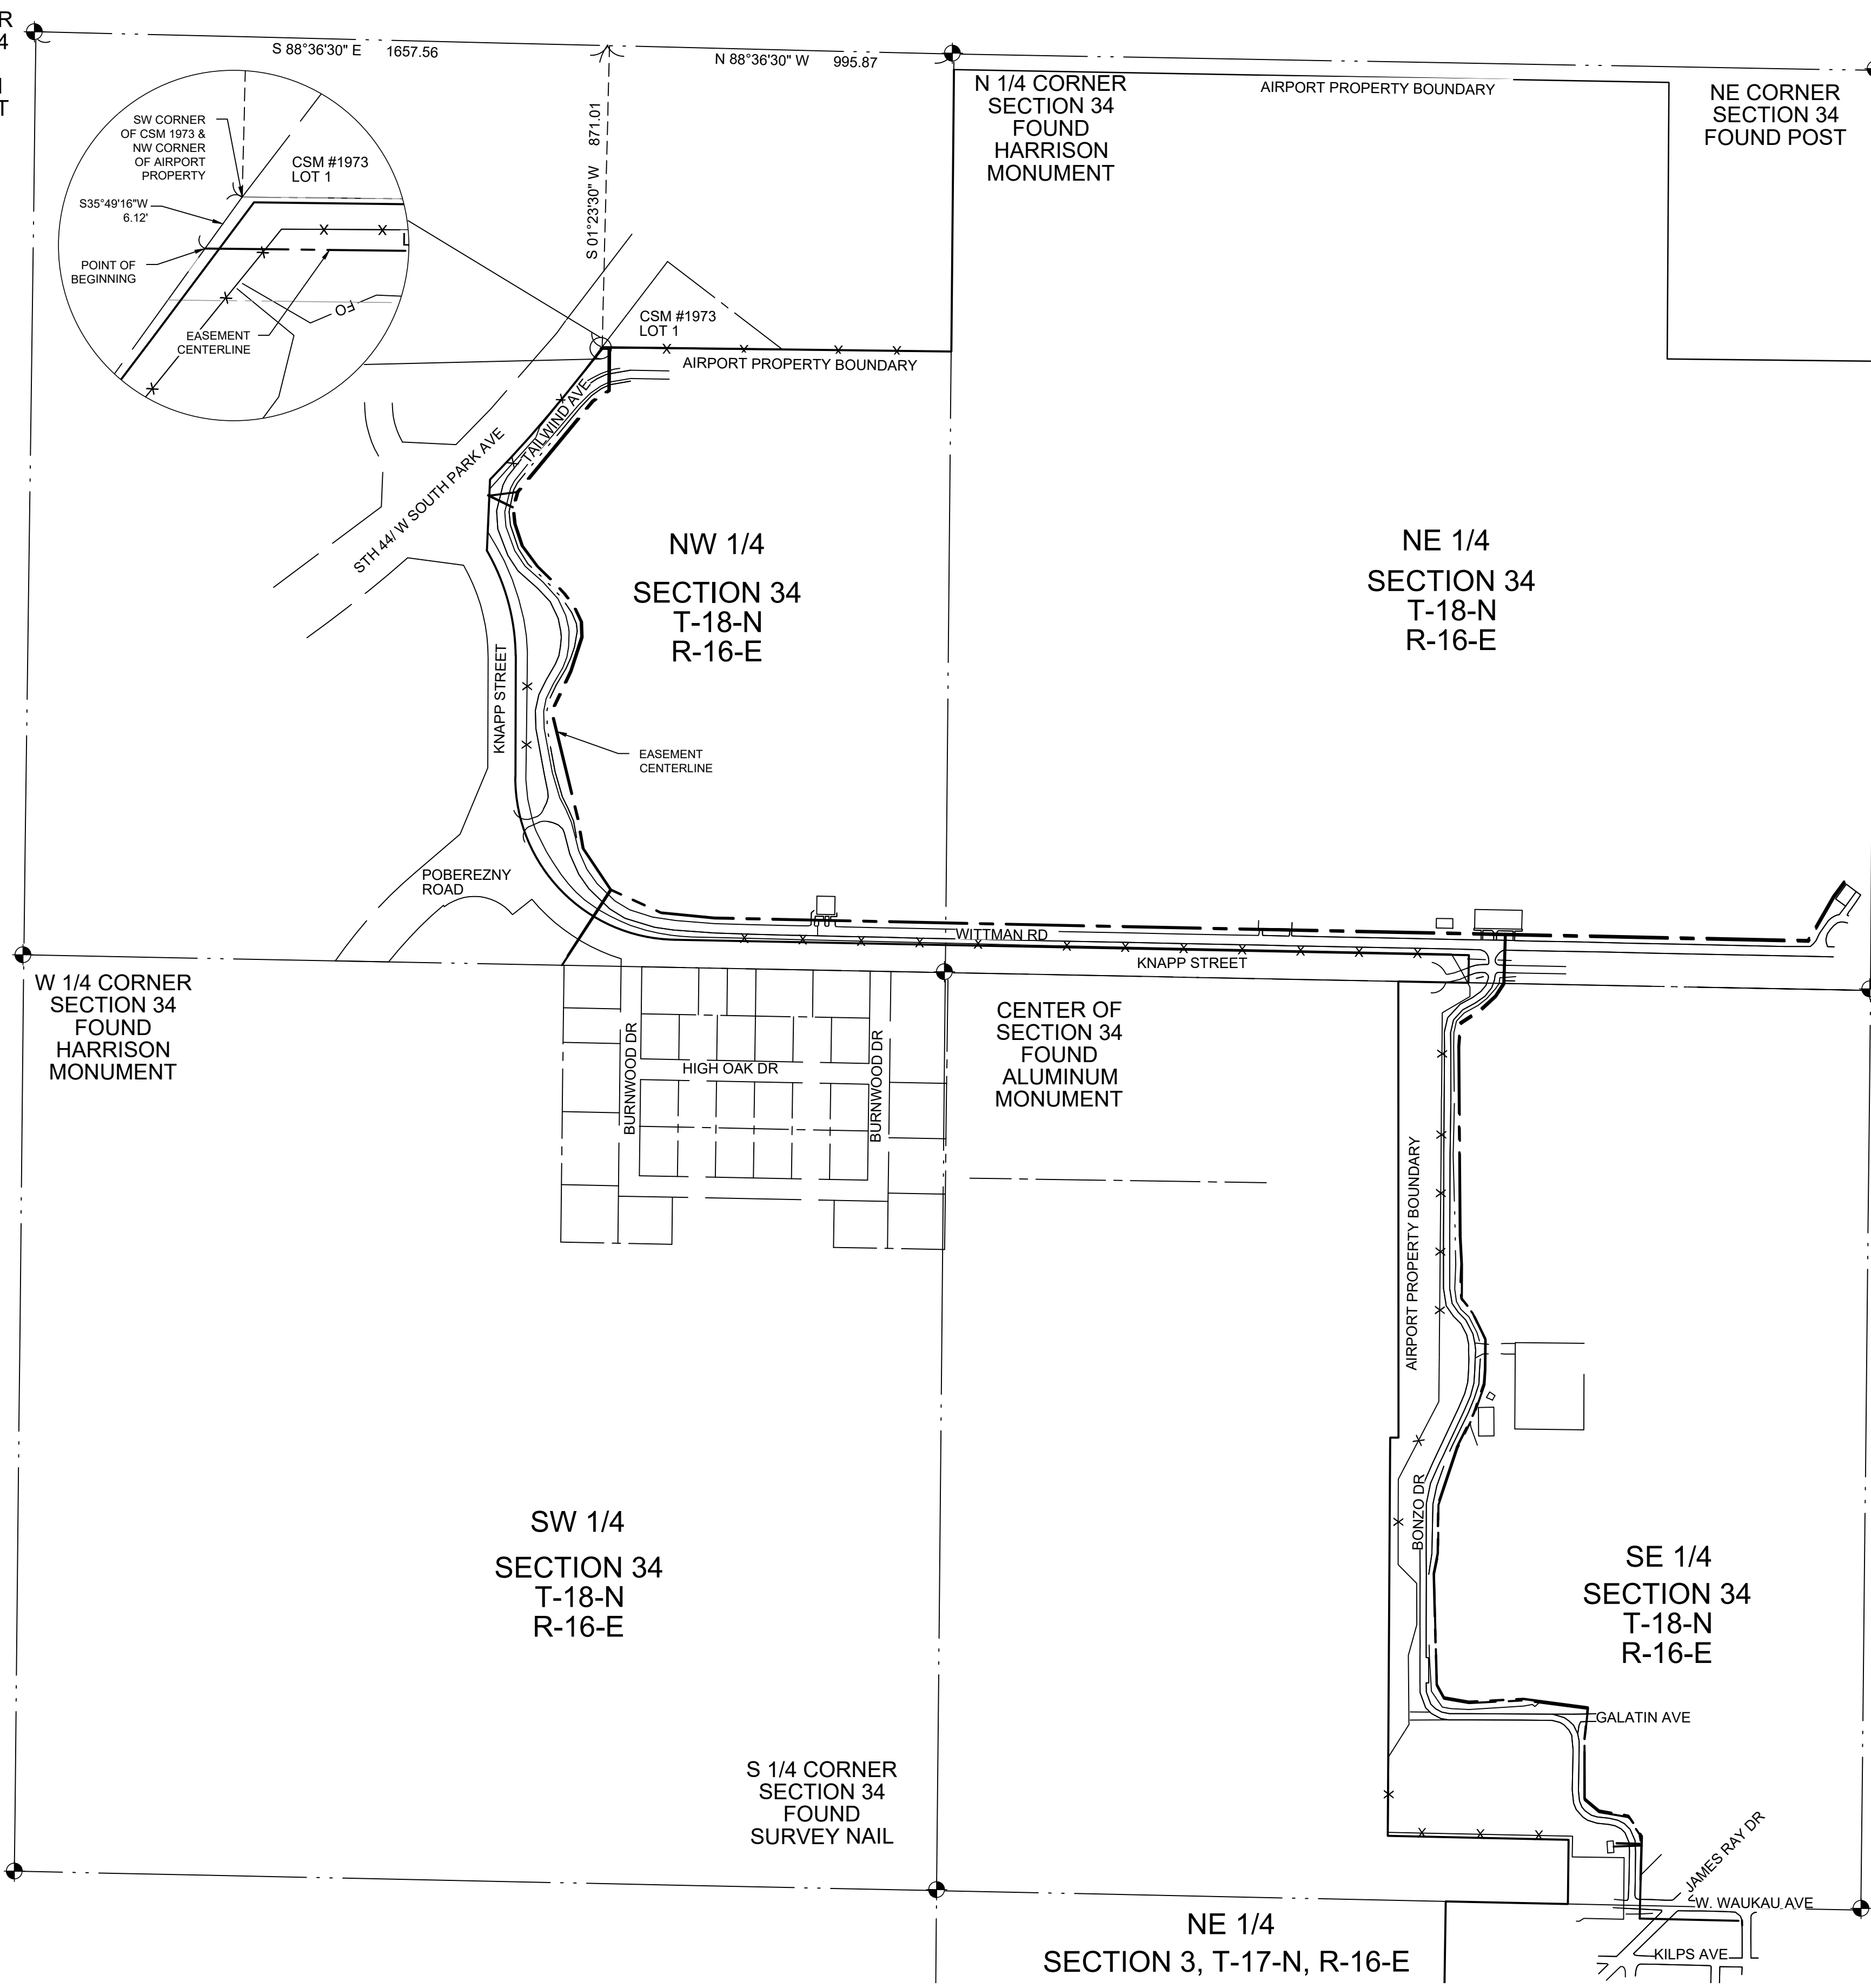 R
4
T
S 88°36'30" E 1657.56
N 88°36'30" W 995.87
N 1/4 CORNER
SECTION 34
FOUND
HARRISON
MONUMENT
AIRPORT PROPERTY BOUNDARY
NE CORNER
SECTION 34
FOUND POST
SW CORNER
OF CSM 1973 &
NW CORNER
OF AIRPORT
PROPERTY
CSM #1973
LOT 1
S35°49'16"W
6.12'
POINT OF
BEGINNING
EASEMENT
CENTERLINE
FO
L
S 01°23'30" W 871.01
CSM #1973
LOT 1
AIRPORT PROPERTY BOUNDARY
TAILWIND AVE
STH 44/ W SOUTH PARK AVE
NW 1/4
SECTION 34
T-18-N
R-16-E
NE 1/4
SECTION 34
T-18-N
R-16-E
KNAPP STREET
EASEMENT
CENTERLINE
POBEREZNY
ROAD
WITTMAN RD
KNAPP STREET
W 1/4 CORNER
SECTION 34
FOUND
HARRISON
MONUMENT
CENTER OF
SECTION 34
FOUND
ALUMINUM
MONUMENT
BURNWOOD DR
HIGH OAK DR
BURNWOOD DR
AIRPORT PROPERTY BOUNDARY
BONZO DR
SW 1/4
SECTION 34
T-18-N
R-16-E
SE 1/4
SECTION 34
T-18-N
R-16-E
GALATIN AVE
S 1/4 CORNER
SECTION 34
FOUND
SURVEY NAIL
JAMES RAY DR
W. WAUKAU AVE
KILPS AVE
NE 1/4
SECTION 3, T-17-N, R-16-E